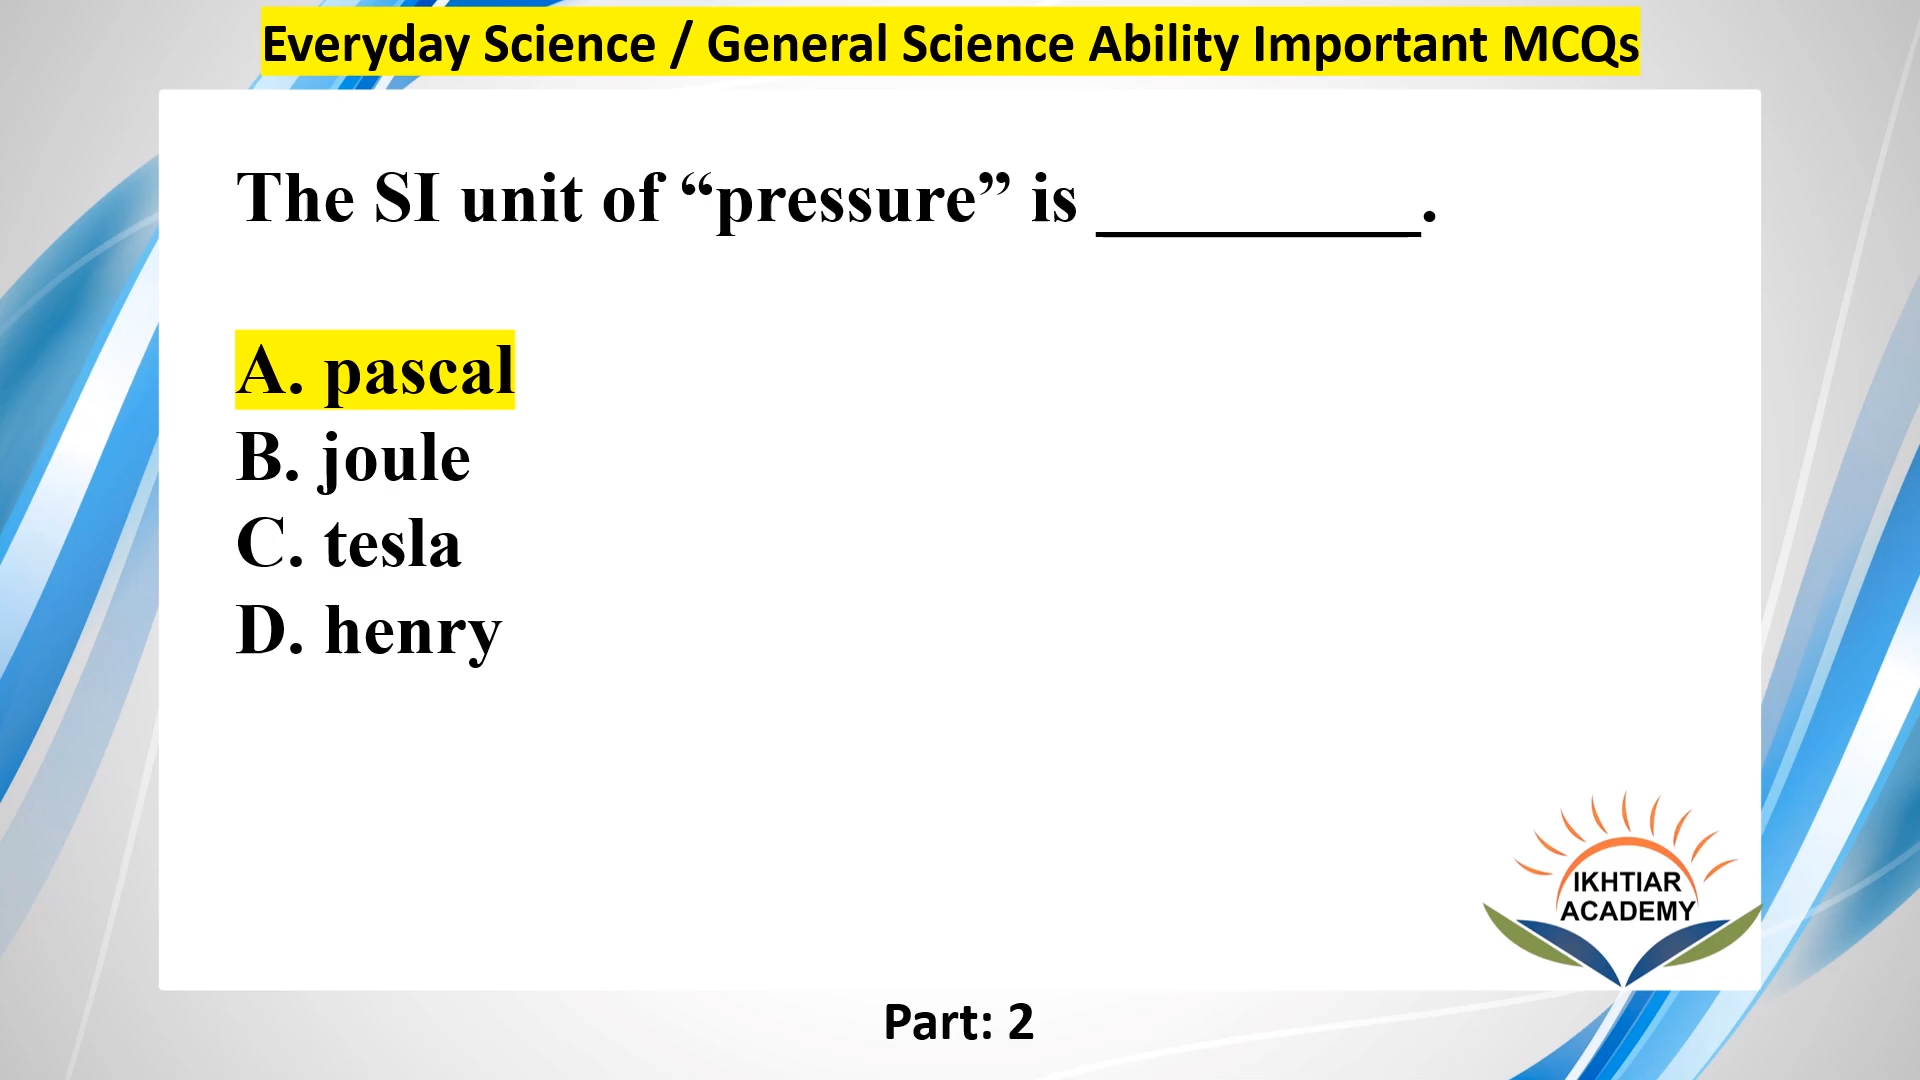 Everyday Science / General Science Ability Important MCQs
The SI unit of “pressure” is __________.
A. pascal
B. joule
C. tesla
D. henry
IKHTIAR
ACADEMY
Part: 2